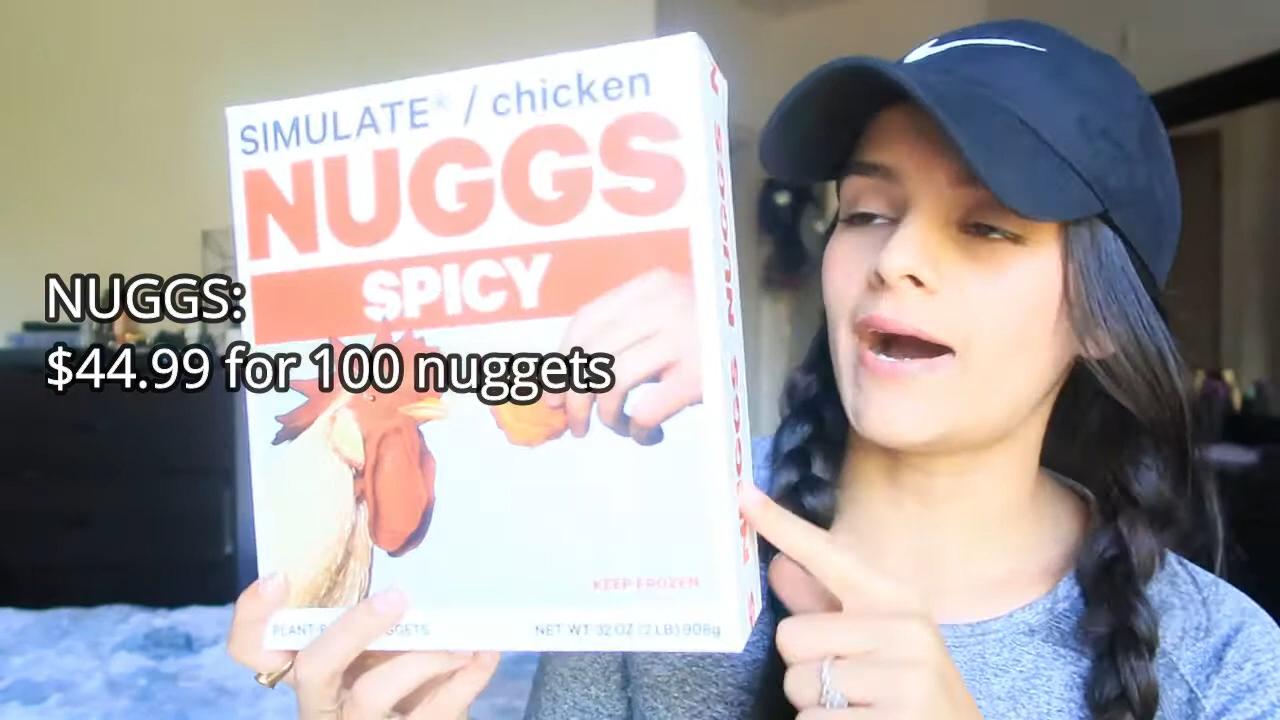 SIMULATE® / chicken
NUGGS
SPICY
NUGGS:
$44.99 for 100 nuggets
KEEP FROZEN
NET WT 32 OZ (2 LB) 908g
NUGGS NUGGS